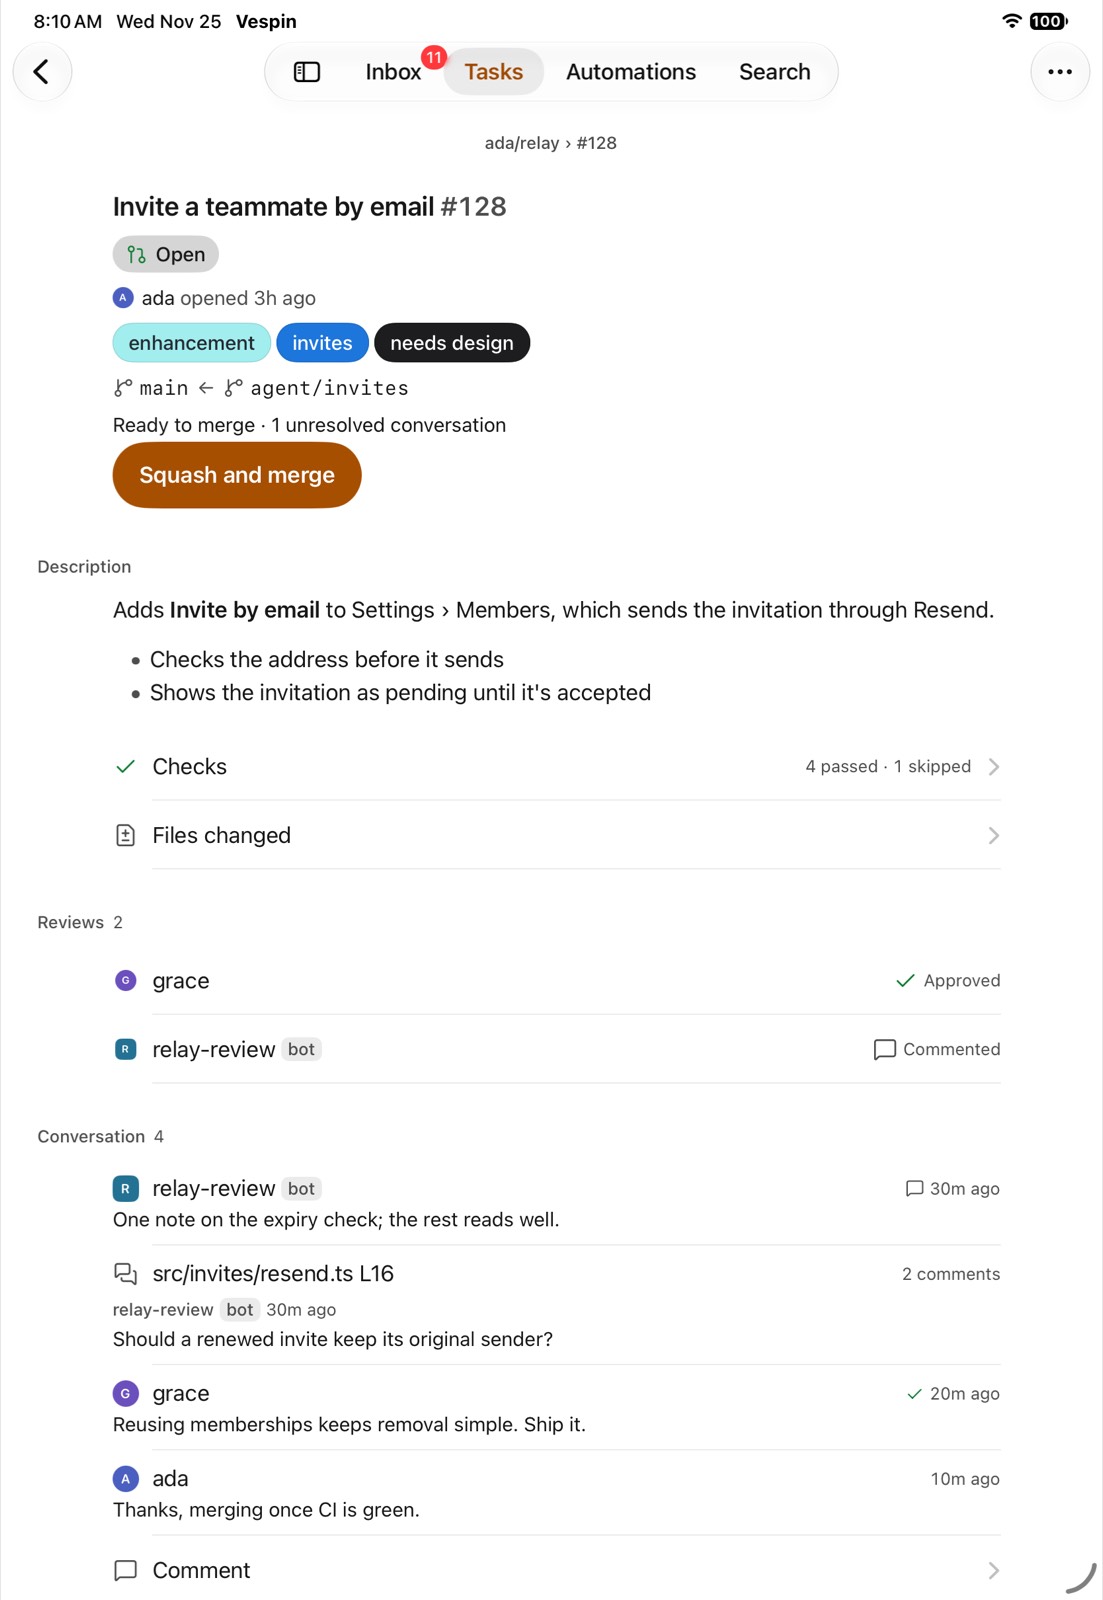 8:10 AM Wed Nov 25 Vespin 100
Inbox 11 Tasks Automations Search
ada/relay › #128
Invite a teammate by email #128
Open
A ada opened 3h ago
enhancement invites needs design
main ← agent/invites
Ready to merge · 1 unresolved conversation
Squash and merge
Description
Adds Invite by email to Settings › Members, which sends the invitation through Resend.
• Checks the address before it sends
• Shows the invitation as pending until it's accepted
Checks 4 passed · 1 skipped
Files changed
Reviews 2
G grace Approved
R relay-review bot Commented
Conversation 4
R relay-review bot 30m ago
One note on the expiry check; the rest reads well.
src/invites/resend.ts L16 2 comments
relay-review bot 30m ago
Should a renewed invite keep its original sender?
G grace 20m ago
Reusing memberships keeps removal simple. Ship it.
A ada 10m ago
Thanks, merging once CI is green.
Comment